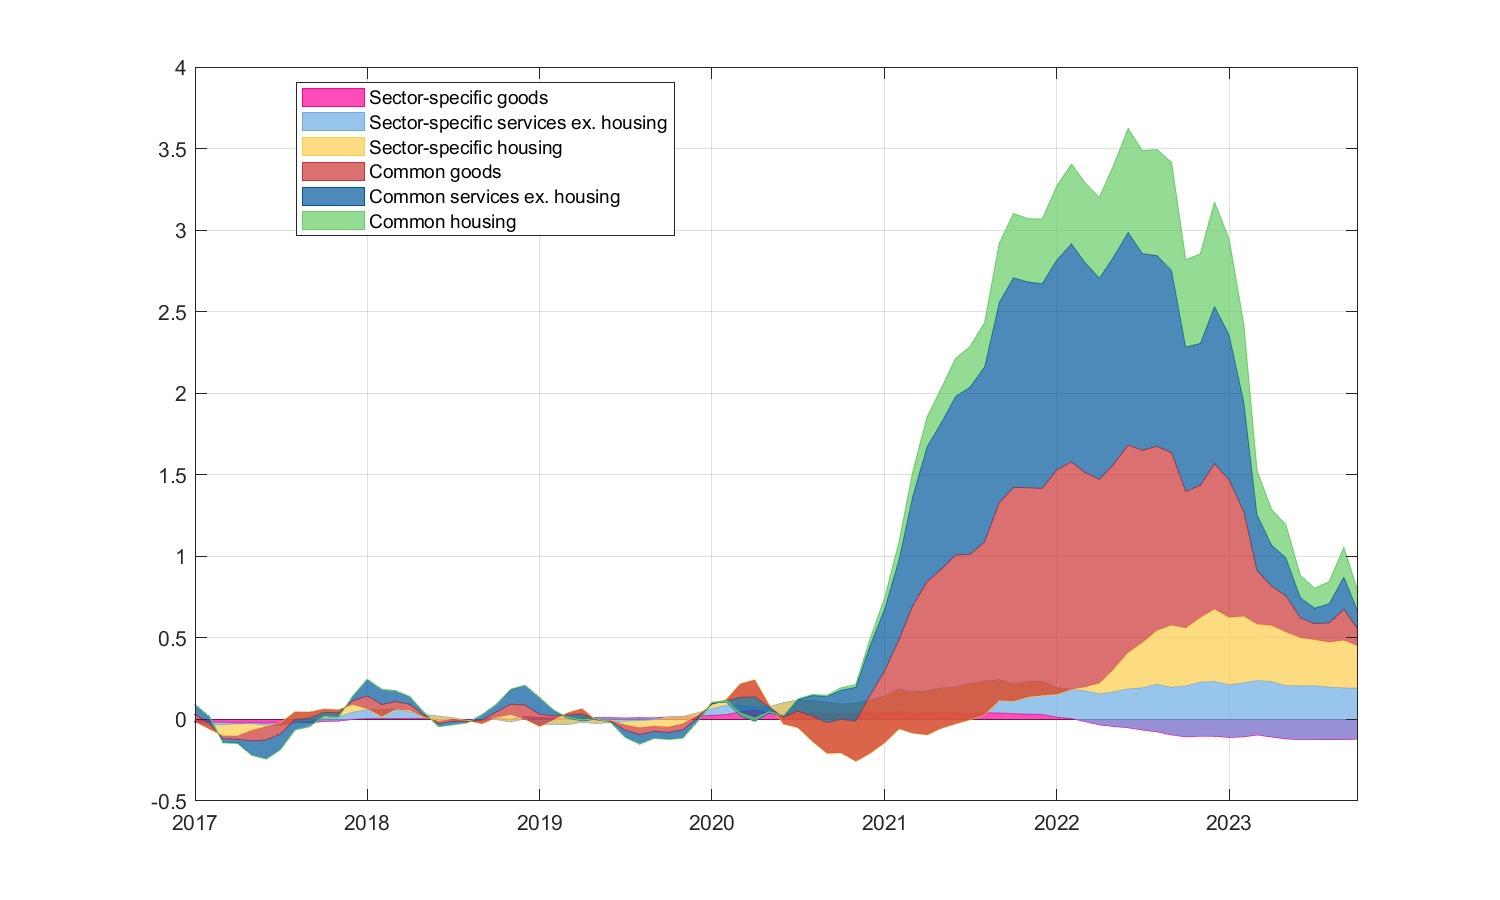 4
3.5
3
2.5
2
1.5
1
0.5
0
-0.5
Sector-specific goods
Sector-specific services ex. housing
Sector-specific housing
Common goods
Common services ex. housing
Common housing
2017 2018 2019 2020 2021 2022 2023